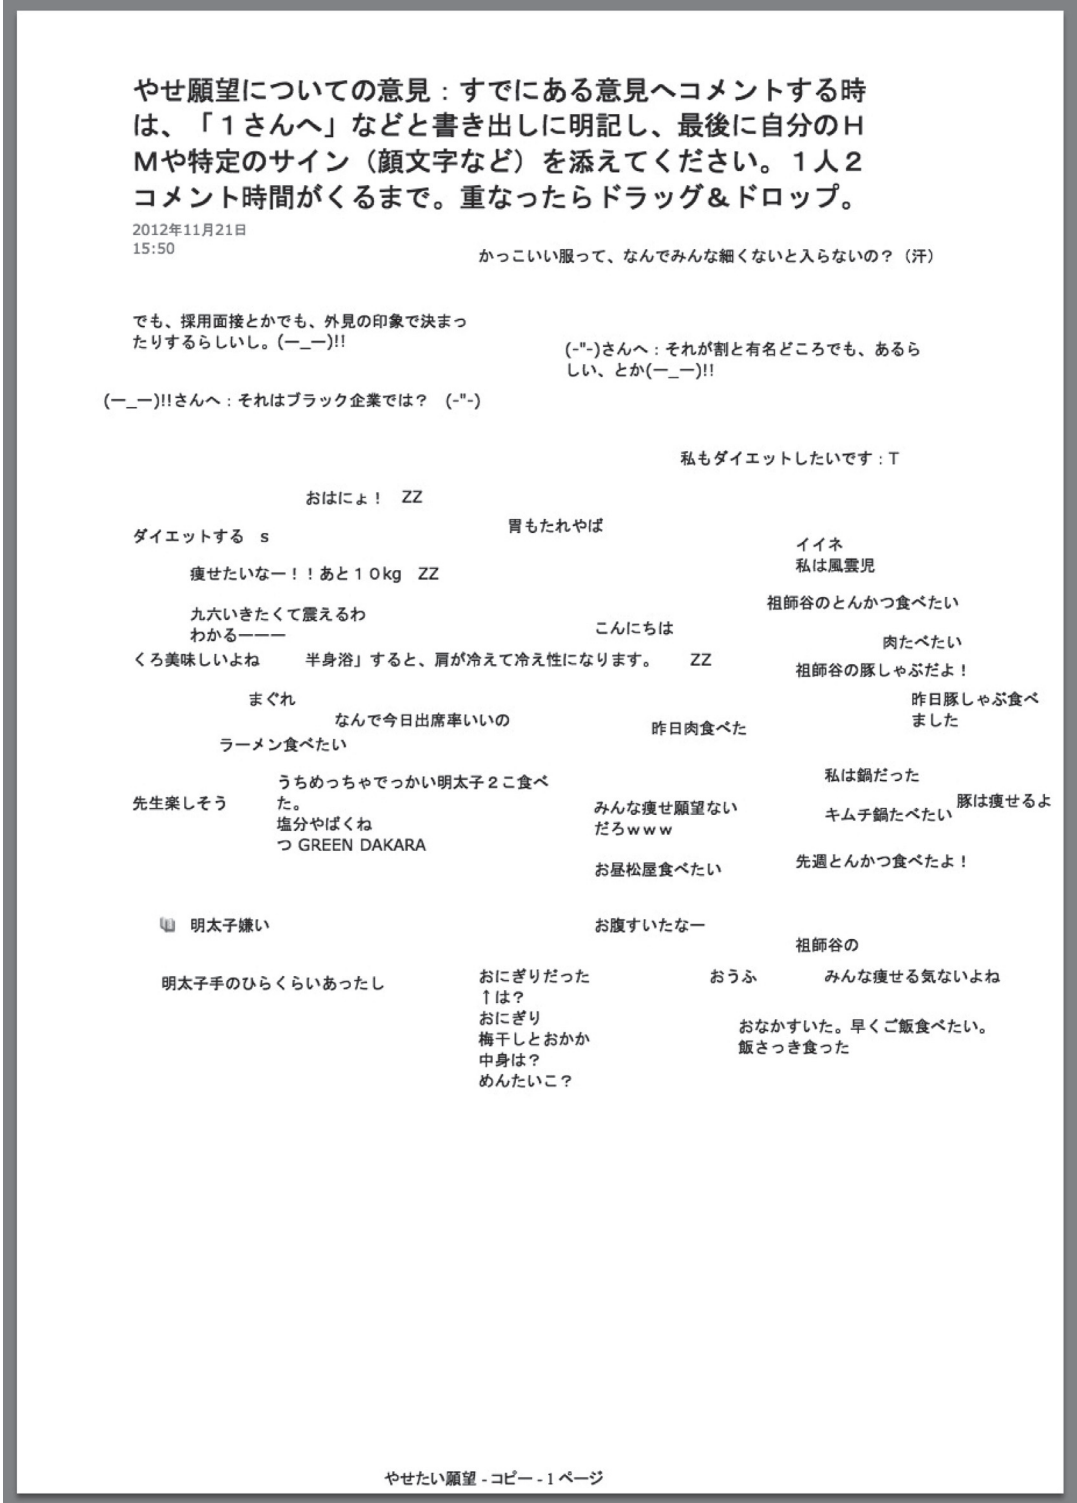 やせ願望についての意見：すでにある意見へコメントする時
は、「１さんへ」などと書き出しに明記し、最後に自分のＨ
Ｍや特定のサイン（顔文字など）を添えてください。１人２
コメント時間がくるまで。重なったらドラッグ＆ドロップ。
2012年11月21日
15:50
かっこいい服って、なんでみんな細くないと入らないの？（汗）
でも、採用面接とかでも、外見の印象で決まっ
たりするらしいし。(ー_ー)!!
(-"-)さんへ：それが割と有名どころでも、あるら
しい、とか(ー_ー)!!
(ー_ー)!!さんへ：それはブラック企業では？　(-"-)
私もダイエットしたいです：T
おはにょ！　ZZ
胃もたれやば
ダイエットする　s
イイネ
私は風雲児
痩せたいなー！！あと１０kg　ZZ
祖師谷のとんかつ食べたい
九六いきたくて震えるわ
わかるーーー
こんにちは
肉たべたい
くろ美味しいよね
半身浴」すると、肩が冷えて冷え性になります。　　ZZ
祖師谷の豚しゃぶだよ！
まぐれ
昨日豚しゃぶ食べ
ました
なんで今日出席率いいの
昨日肉食べた
ラーメン食べたい
うちめっちゃでっかい明太子２こ食べ
た。
塩分やばくね
つ GREEN DAKARA
先生楽しそう
私は鍋だった
みんな痩せ願望ない
だろｗｗｗ
キムチ鍋たべたい
豚は痩せるよ
お昼松屋食べたい
先週とんかつ食べたよ！
明太子嫌い
お腹すいたなー
祖師谷の
明太子手のひらくらいあったし
おにぎりだった
↑は？
おにぎり
梅干しとおかか
中身は？
めんたいこ？
おうふ
みんな痩せる気ないよね
おなかすいた。早くご飯食べたい。
飯さっき食った
やせたい願望 - コピー - 1 ページ